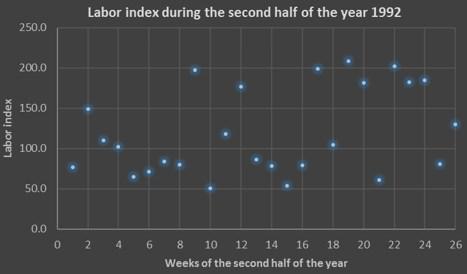 Labor index during the second half of the year 1992
250.0
200.0
150.0
100.0
50.0
0.0
Labor index
0 2 4 6 8 10 12 14 16 18 20 22 24 26
Weeks of the second half of the year